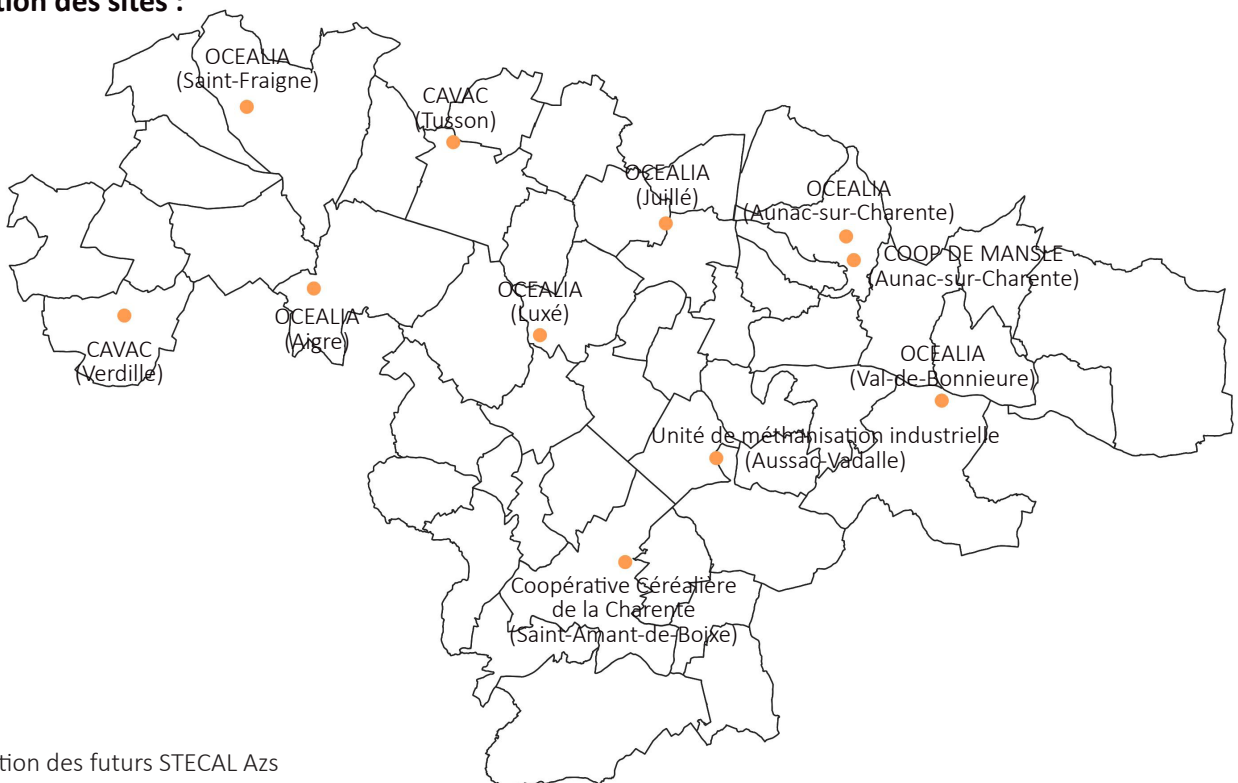 tion des sites :
OCEALIA
(Saint-Fraigne)
CAVAC
(Tusson)
OCEALIA
(Juillé)
OCEALIA
(Aunac-sur-Charente)
COOP DE MANSLE
(Aunac-sur-Charente)
OCEALIA
(Luxé)
OCEALIA
(Aigre)
CAVAC
(Verdille)
OCEALIA
(Val-de-Bonnieure)
Unité de méthanisation industrielle
(Aussac-Vadalle)
Coopérative Céréalière
de la Charente
(Saint-Amant-de-Boixe)
tion des futurs STECAL Azs